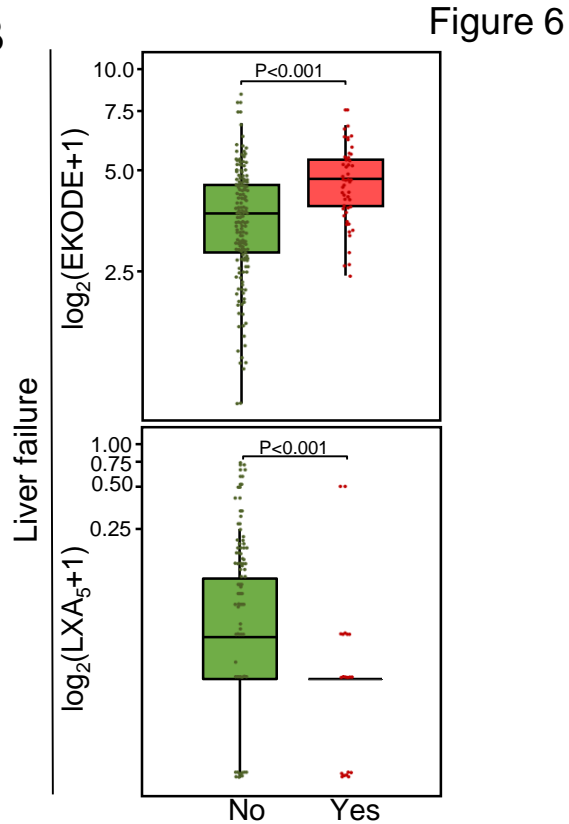 Figure 6
P<0.001
10.0
7.5
5.0
2.5
log2(EKODE+1)
Liver failure
P<0.001
1.00
0.75
0.50
0.25
log2(LXA5+1)
No Yes